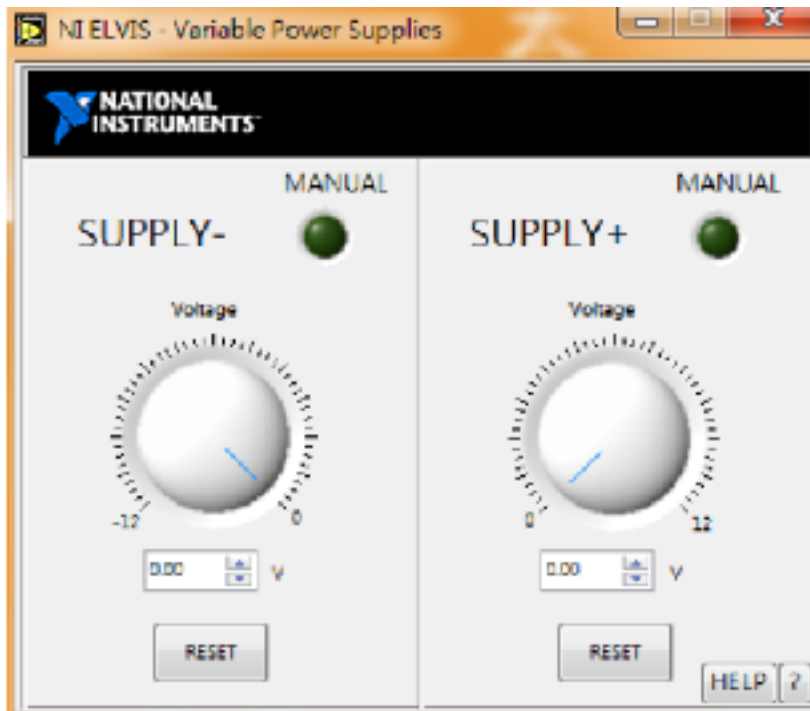 NI ELVIS - Variable Power Supplies
NATIONAL
INSTRUMENTS™
MANUAL
SUPPLY-
Voltage
-12
0
0.00
V
RESET
MANUAL
SUPPLY+
Voltage
0
12
0.00
V
RESET
HELP
?